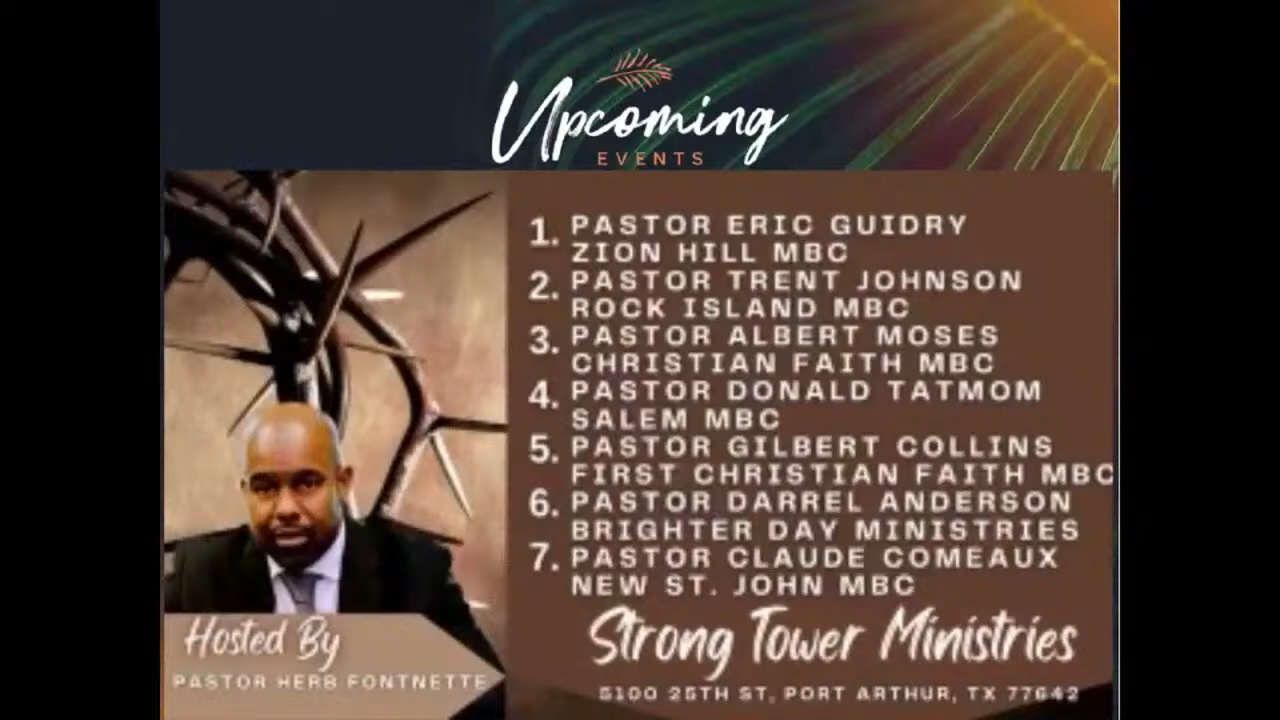 Upcoming
EVENTS
1. PASTOR ERIC GUIDRY
ZION HILL MBC
2. PASTOR TRENT JOHNSON
ROCK ISLAND MBC
3. PASTOR ALBERT MOSES
CHRISTIAN FAITH MBC
4. PASTOR DONALD TATMOM
SALEM MBC
5. PASTOR GILBERT COLLINS
FIRST CHRISTIAN FAITH MBC
6. PASTOR DARREL ANDERSON
BRIGHTER DAY MINISTRIES
7. PASTOR CLAUDE COMEAUX
NEW ST. JOHN MBC
Hosted By
PASTOR HERB FONTNETTE
Strong Tower Ministries
5100 25TH ST, PORT ARTHUR, TX 77642